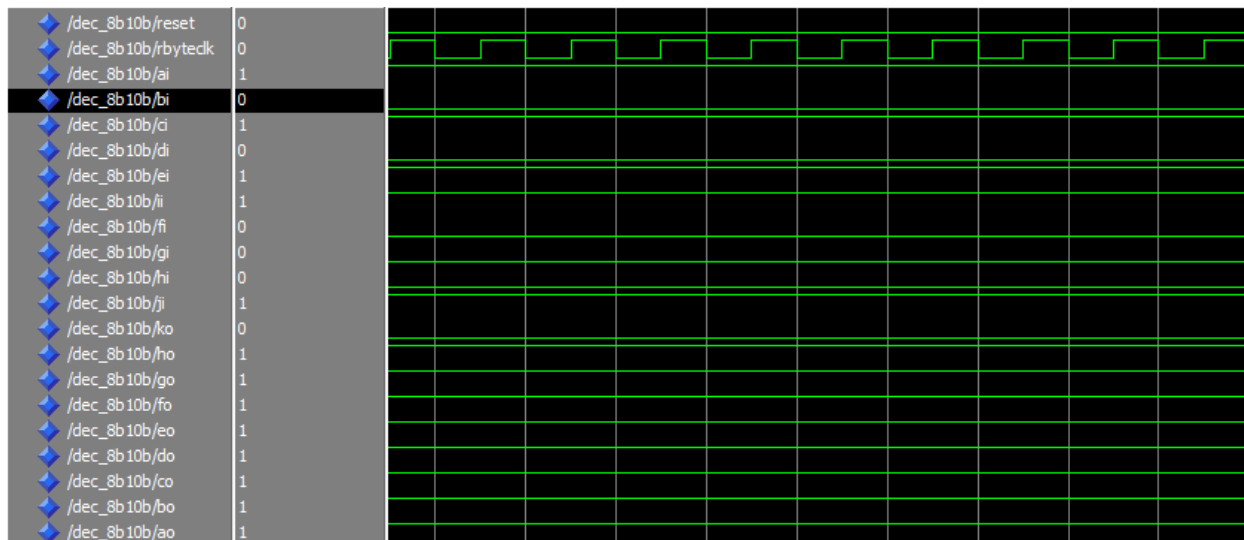 /dec_8b10b/reset 0
/dec_8b10b/rbyteclk 0
/dec_8b10b/ai 1
/dec_8b10b/bi 0
/dec_8b10b/ci 1
/dec_8b10b/di 0
/dec_8b10b/ei 1
/dec_8b10b/ii 1
/dec_8b10b/fi 0
/dec_8b10b/gi 0
/dec_8b10b/hi 0
/dec_8b10b/ji 1
/dec_8b10b/ko 0
/dec_8b10b/ho 1
/dec_8b10b/go 1
/dec_8b10b/fo 1
/dec_8b10b/eo 1
/dec_8b10b/do 1
/dec_8b10b/co 1
/dec_8b10b/bo 1
/dec_8b10b/ao 1